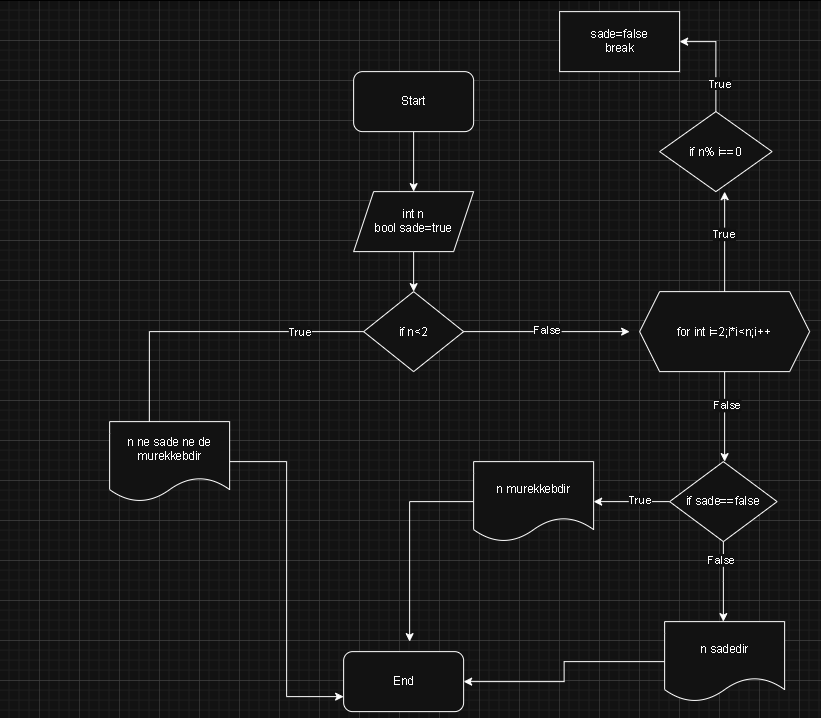 sade=false
break
True
Start
if n% i==0
int n
bool sade=true
True
True
if n<2
False
for int i=2;i*i<n;i++
False
n ne sade ne de
murekkebdir
n murekkebdir
True
if sade==false
False
n sadedir
End